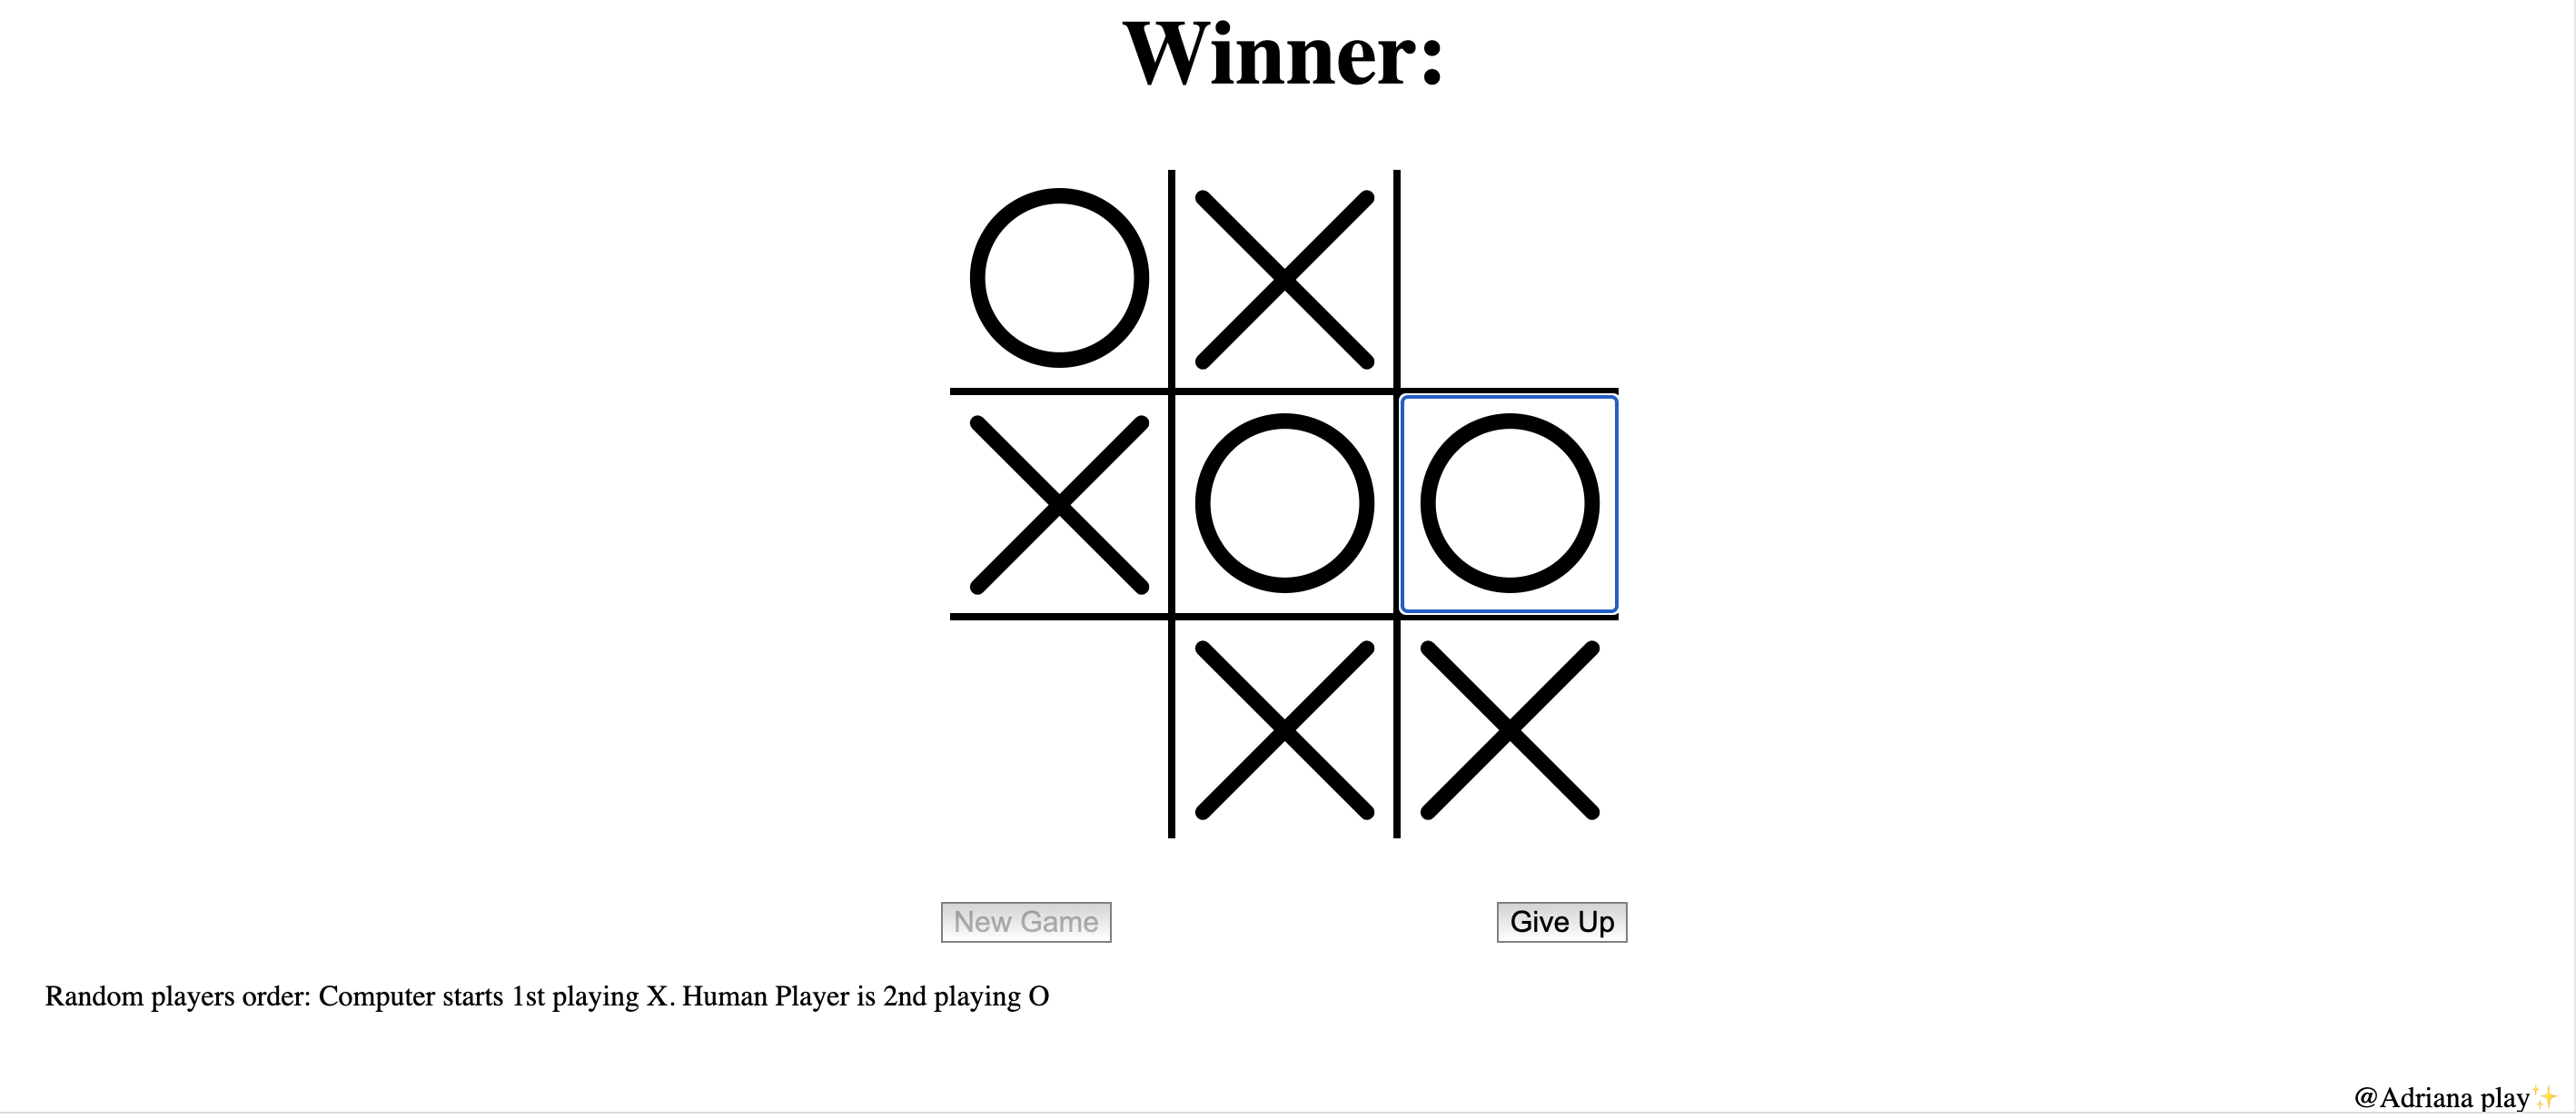 Winner:
New Game
Give Up
Random players order: Computer starts 1st playing X. Human Player is 2nd playing O
@Adriana play✨